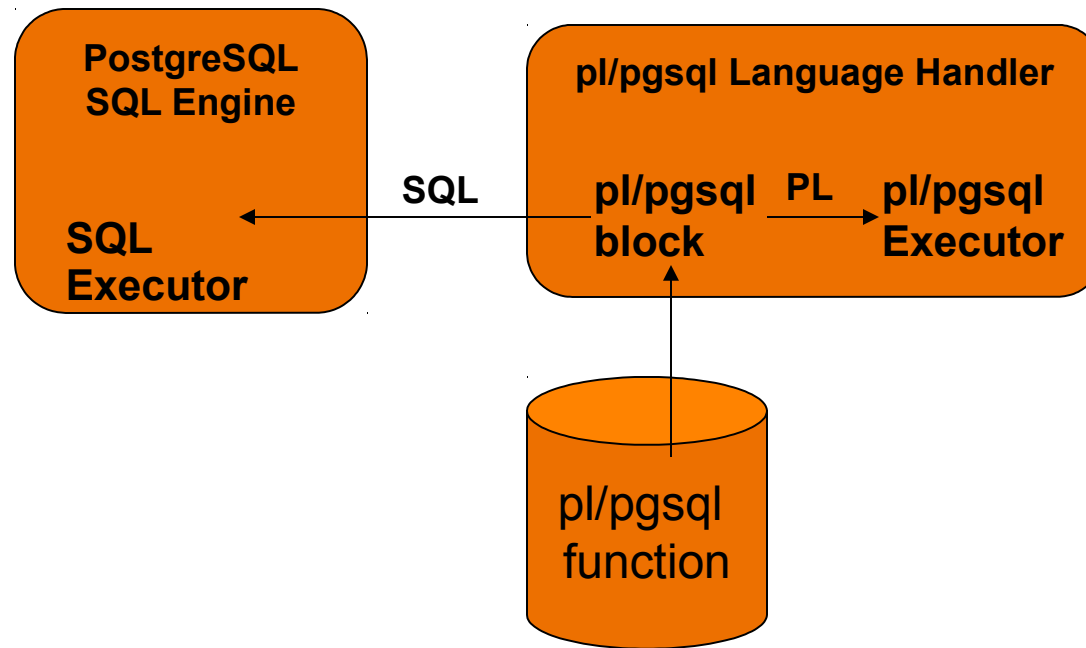 PostgreSQL
SQL Engine
SQL
Executor
SQL
pl/pgsql Language Handler
pl/pgsql
block
PL
pl/pgsql
Executor
pl/pgsql
function